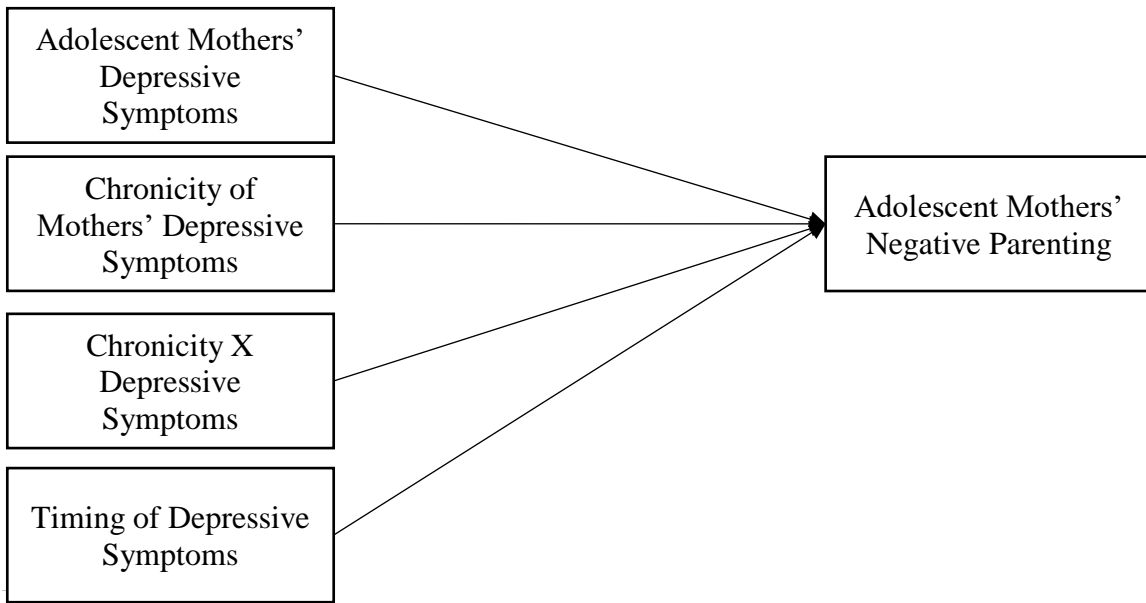 Adolescent Mothers’
Depressive
Symptoms
Chronicity of
Mothers’ Depressive
Symptoms
Chronicity X
Depressive
Symptoms
Timing of Depressive
Symptoms
Adolescent Mothers’
Negative Parenting